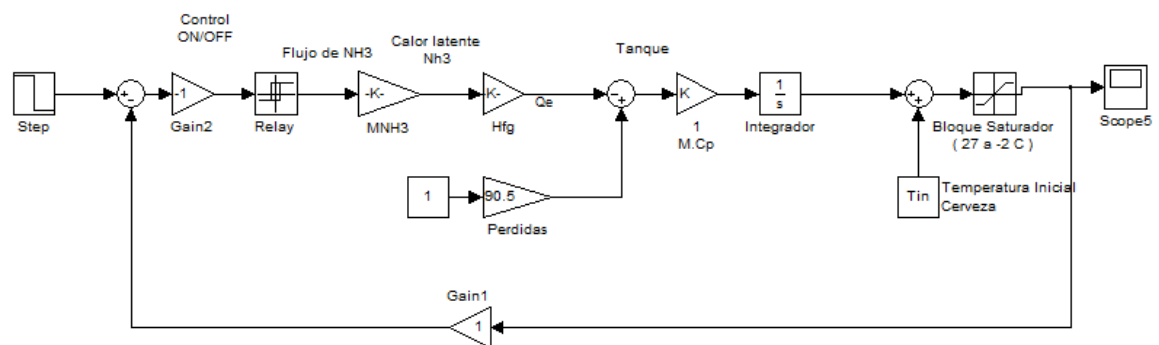 Control
ON/OFF
Flujo de NH3
Calor latente
Nh3
Tanque
-1
-K-
K-
Qe
K
1
s
Step
Gain2
Relay
MNH3
Hfg
1
M.Cp
Integrador
Bloque Saturador
( 27 a -2 C )
Scope5
1
90.5
Perdidas
Tin
Temperatura Inicial
Cerveza
Gain1
1